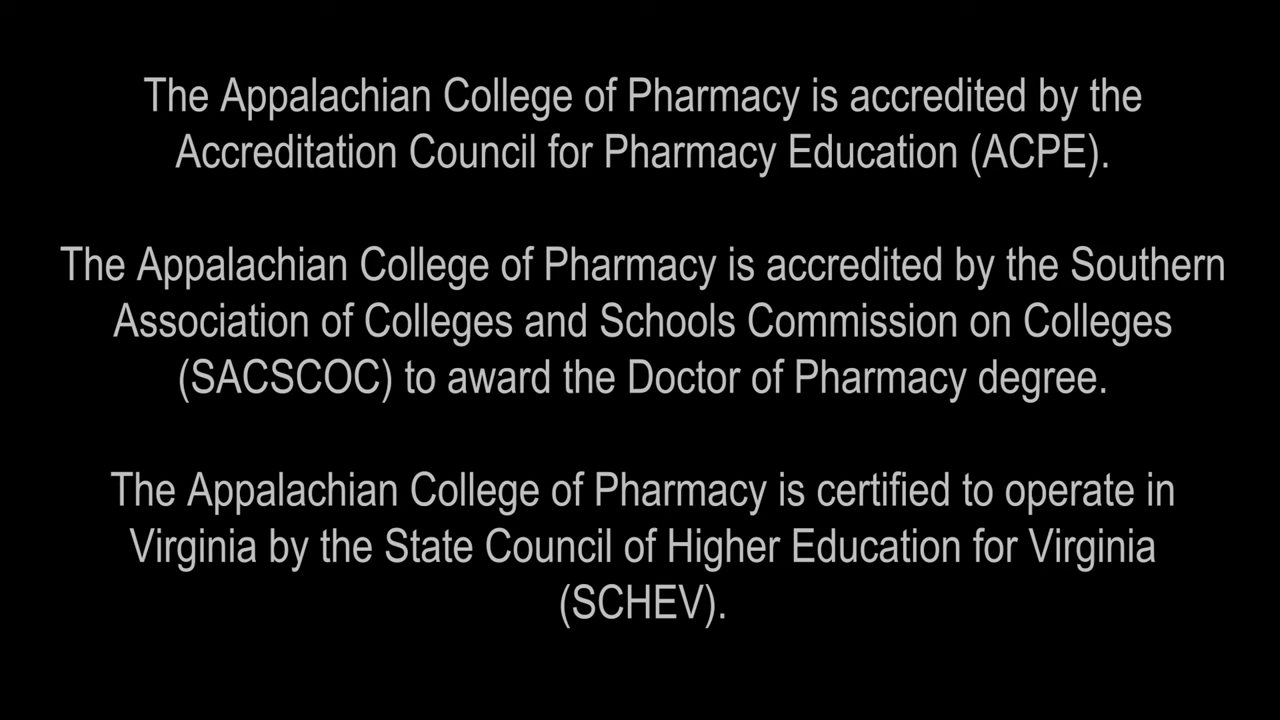 The Appalachian College of Pharmacy is accredited by the
Accreditation Council for Pharmacy Education (ACPE).
The Appalachian College of Pharmacy is accredited by the Southern
Association of Colleges and Schools Commission on Colleges
(SACSCOC) to award the Doctor of Pharmacy degree.
The Appalachian College of Pharmacy is certified to operate in
Virginia by the State Council of Higher Education for Virginia
(SCHEV).